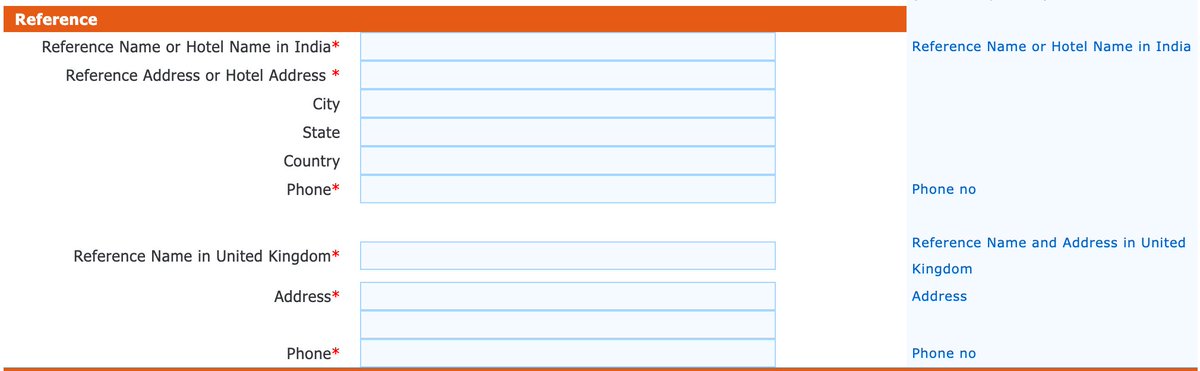 Reference
Reference Name or Hotel Name in India* Reference Name or Hotel Name in India
Reference Address or Hotel Address *
City
State
Country
Phone* Phone no
Reference Name in United Kingdom* Reference Name and Address in United
Kingdom
Address* Address
Phone* Phone no